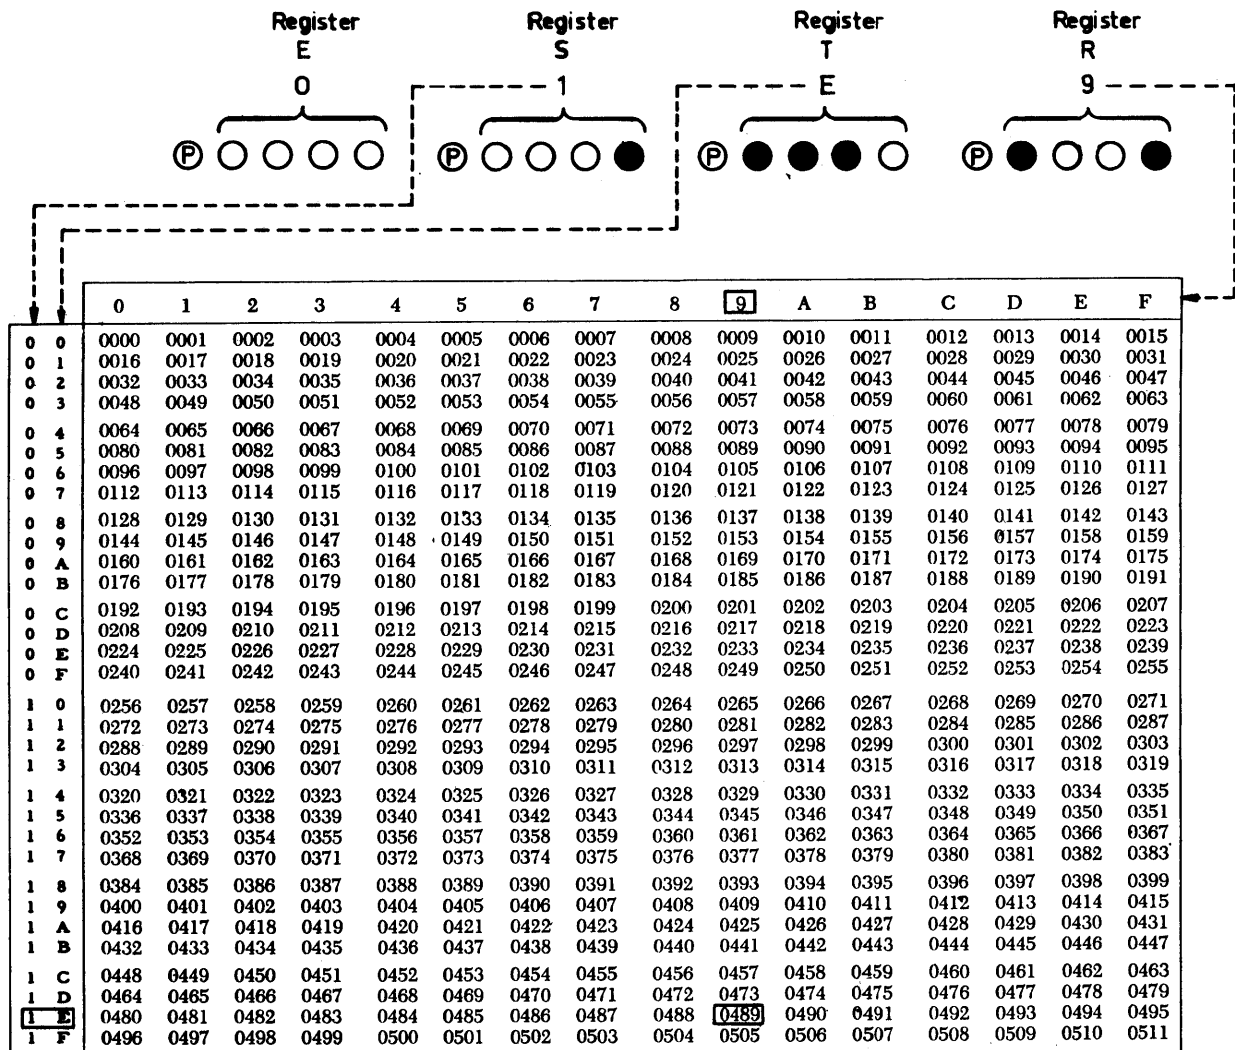 Register Register Register Register
E S T R
0 1 E 9
P P P P
0 1 2 3 4 5 6 7 8 9 A B C D E F
0 0 0000 0001 0002 0003 0004 0005 0006 0007 0008 0009 0010 0011 0012 0013 0014 0015
0 1 0016 0017 0018 0019 0020 0021 0022 0023 0024 0025 0026 0027 0028 0029 0030 0031
0 2 0032 0033 0034 0035 0036 0037 0038 0039 0040 0041 0042 0043 0044 0045 0046 0047
0 3 0048 0049 0050 0051 0052 0053 0054 0055 0056 0057 0058 0059 0060 0061 0062 0063
0 4 0064 0065 0066 0067 0068 0069 0070 0071 0072 0073 0074 0075 0076 0077 0078 0079
0 5 0080 0081 0082 0083 0084 0085 0086 0087 0088 0089 0090 0091 0092 0093 0094 0095
0 6 0096 0097 0098 0099 0100 0101 0102 0103 0104 0105 0106 0107 0108 0109 0110 0111
0 7 0112 0113 0114 0115 0116 0117 0118 0119 0120 0121 0122 0123 0124 0125 0126 0127
0 8 0128 0129 0130 0131 0132 0133 0134 0135 0136 0137 0138 0139 0140 0141 0142 0143
0 9 0144 0145 0146 0147 0148 0149 0150 0151 0152 0153 0154 0155 0156 0157 0158 0159
0 A 0160 0161 0162 0163 0164 0165 0166 0167 0168 0169 0170 0171 0172 0173 0174 0175
0 B 0176 0177 0178 0179 0180 0181 0182 0183 0184 0185 0186 0187 0188 0189 0190 0191
0 C 0192 0193 0194 0195 0196 0197 0198 0199 0200 0201 0202 0203 0204 0205 0206 0207
0 D 0208 0209 0210 0211 0212 0213 0214 0215 0216 0217 0218 0219 0220 0221 0222 0223
0 E 0224 0225 0226 0227 0228 0229 0230 0231 0232 0233 0234 0235 0236 0237 0238 0239
0 F 0240 0241 0242 0243 0244 0245 0246 0247 0248 0249 0250 0251 0252 0253 0254 0255
1 0 0256 0257 0258 0259 0260 0261 0262 0263 0264 0265 0266 0267 0268 0269 0270 0271
1 1 0272 0273 0274 0275 0276 0277 0278 0279 0280 0281 0282 0283 0284 0285 0286 0287
1 2 0288 0289 0290 0291 0292 0293 0294 0295 0296 0297 0298 0299 0300 0301 0302 0303
1 3 0304 0305 0306 0307 0308 0309 0310 0311 0312 0313 0314 0315 0316 0317 0318 0319
1 4 0320 0321 0322 0323 0324 0325 0326 0327 0328 0329 0330 0331 0332 0333 0334 0335
1 5 0336 0337 0338 0339 0340 0341 0342 0343 0344 0345 0346 0347 0348 0349 0350 0351
1 6 0352 0353 0354 0355 0356 0357 0358 0359 0360 0361 0362 0363 0364 0365 0366 0367
1 7 0368 0369 0370 0371 0372 0373 0374 0375 0376 0377 0378 0379 0380 0381 0382 0383
1 8 0384 0385 0386 0387 0388 0389 0390 0391 0392 0393 0394 0395 0396 0397 0398 0399
1 9 0400 0401 0402 0403 0404 0405 0406 0407 0408 0409 0410 0411 0412 0413 0414 0415
1 A 0416 0417 0418 0419 0420 0421 0422 0423 0424 0425 0426 0427 0428 0429 0430 0431
1 B 0432 0433 0434 0435 0436 0437 0438 0439 0440 0441 0442 0443 0444 0445 0446 0447
1 C 0448 0449 0450 0451 0452 0453 0454 0455 0456 0457 0458 0459 0460 0461 0462 0463
1 D 0464 0465 0466 0467 0468 0469 0470 0471 0472 0473 0474 0475 0476 0477 0478 0479
1 E 0480 0481 0482 0483 0484 0485 0486 0487 0488 0489 0490 0491 0492 0493 0494 0495
1 F 0496 0497 0498 0499 0500 0501 0502 0503 0504 0505 0506 0507 0508 0509 0510 0511